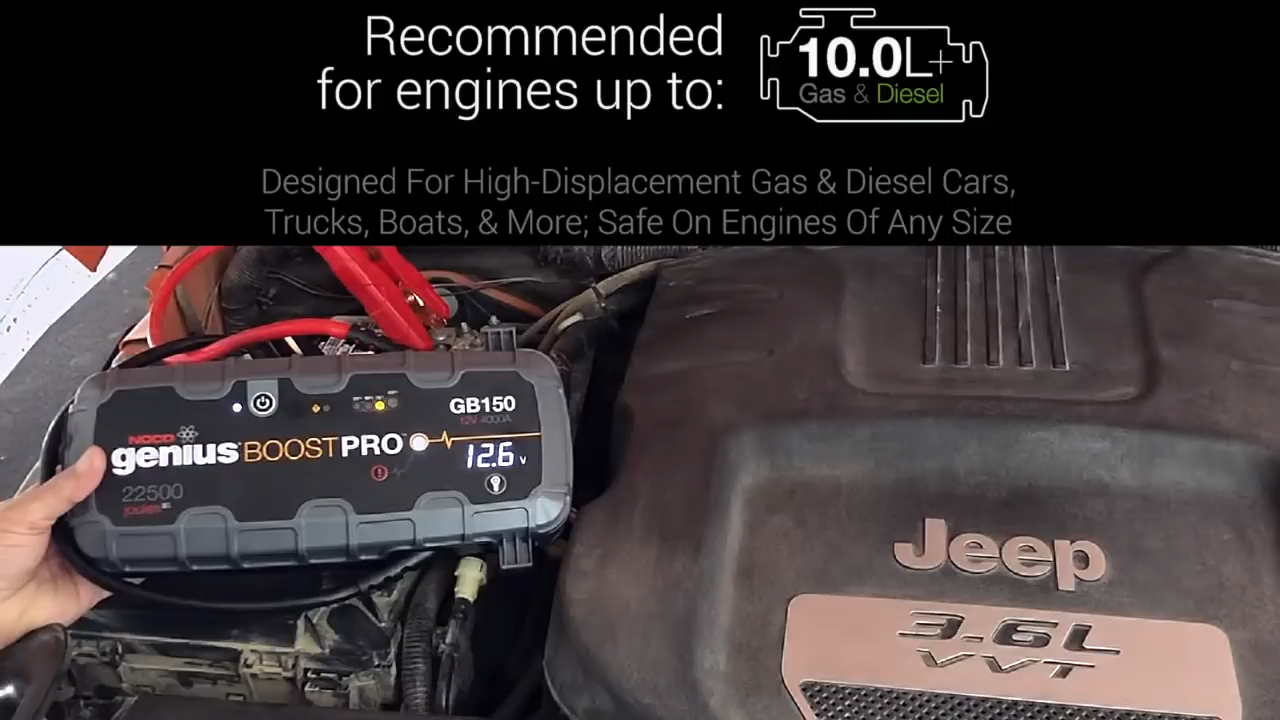 Recommended
for engines up to:
10.0L+
Gas & Diesel
Designed For High-Displacement Gas & Diesel Cars,
Trucks, Boats, & More; Safe On Engines Of Any Size
GB150
12V 4000A
NOCO
genius BOOST PRO
12.6 v
22500
joules
Jeep
3.6L
VVT